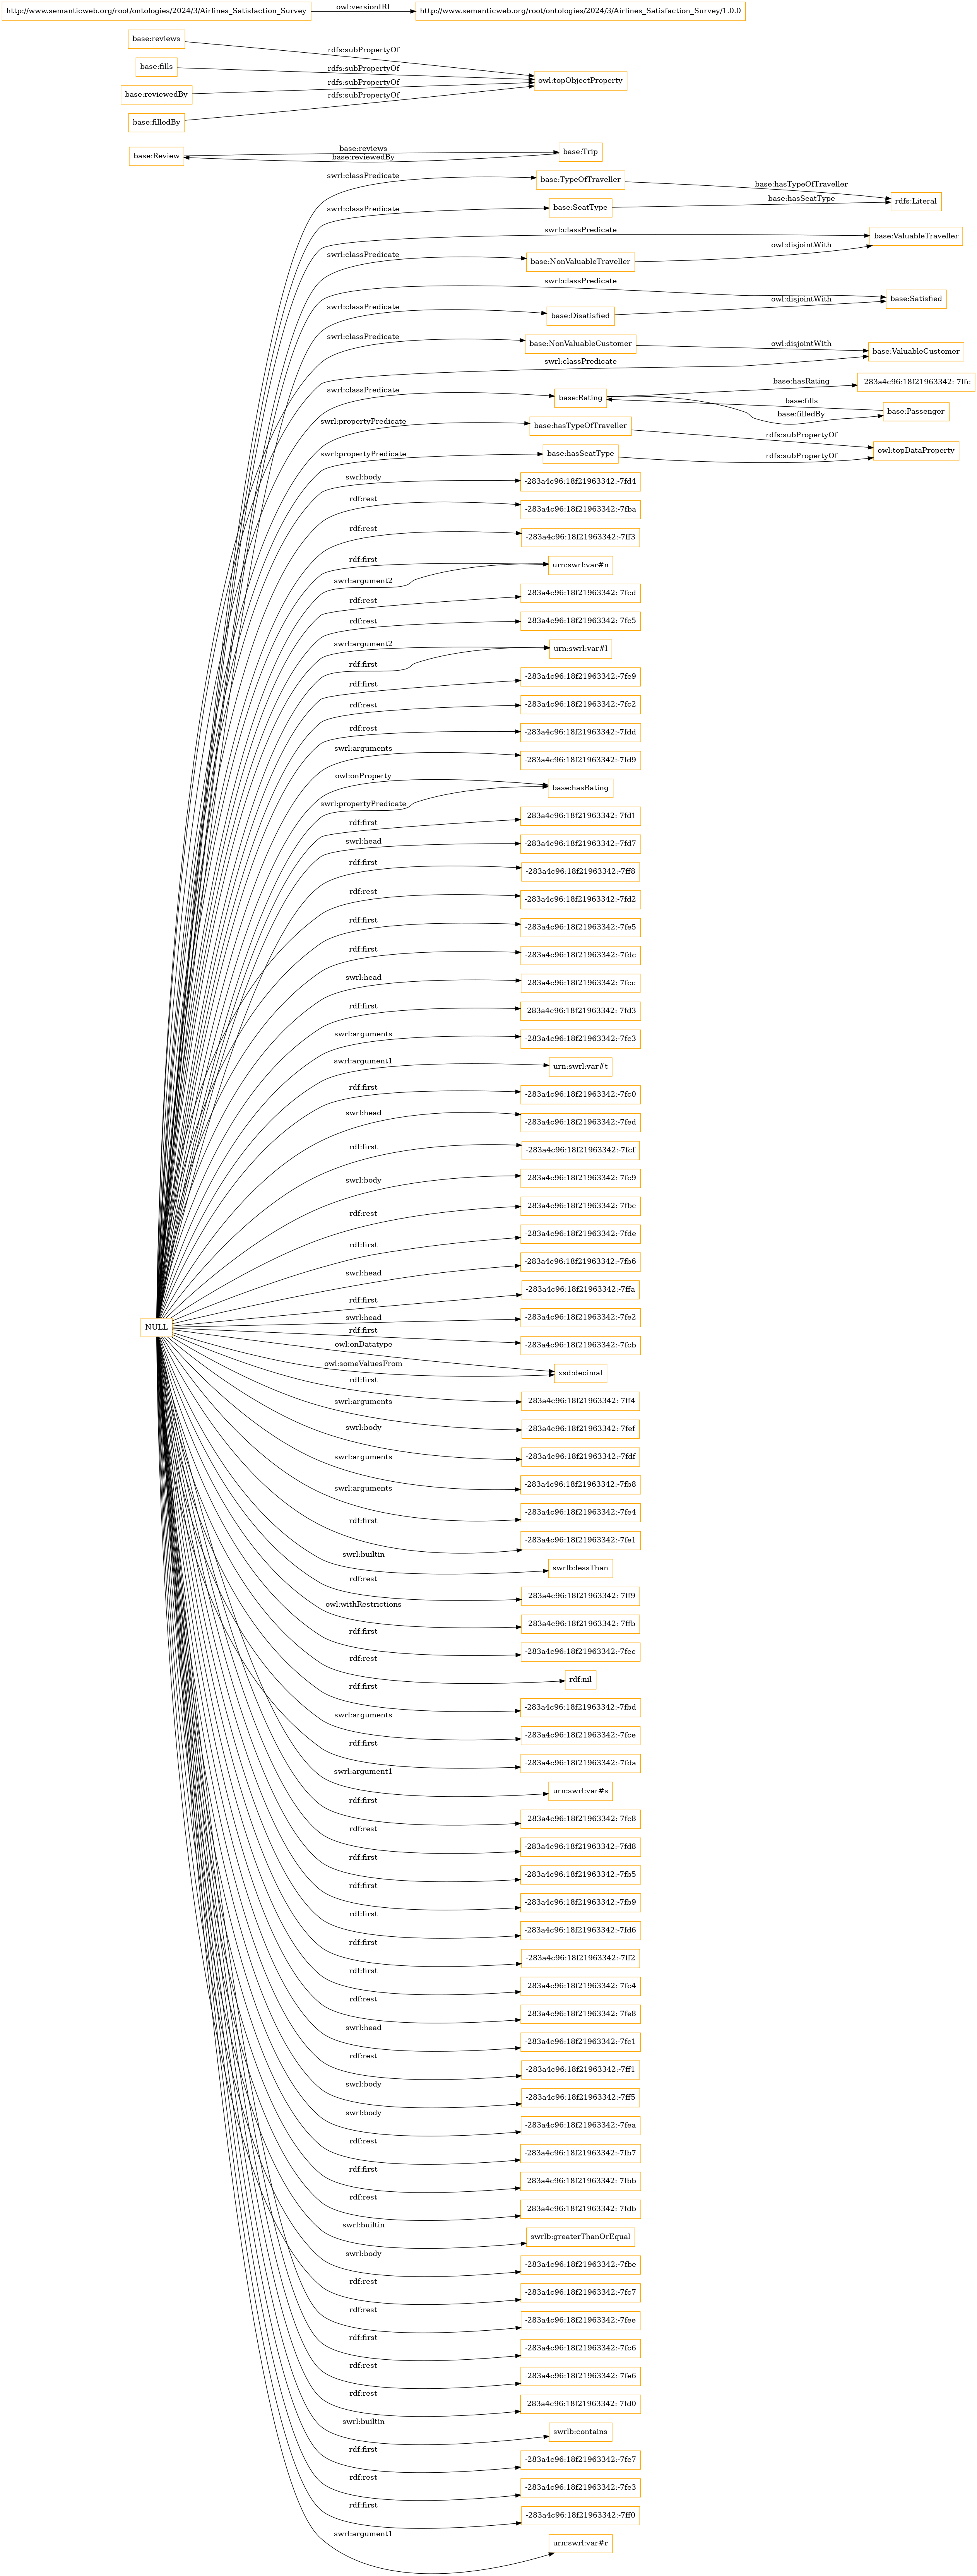 http://www.semanticweb.org/root/ontologies/2024/3/Airlines_Satisfaction_Survey owl:versionIRI http://www.semanticweb.org/root/ontologies/2024/3/Airlines_Satisfaction_Survey/1.0.0
base:reviews rdfs:subPropertyOf
base:fills rdfs:subPropertyOf
owl:topObjectProperty
base:reviewedBy rdfs:subPropertyOf
base:filledBy rdfs:subPropertyOf
base:Review base:reviews base:Trip
base:reviewedBy
swrl:classPredicate base:TypeOfTraveller base:hasTypeOfTraveller
rdfs:Literal
swrl:classPredicate base:SeatType base:hasSeatType
swrl:classPredicate base:ValuableTraveller
swrl:classPredicate base:NonValuableTraveller owl:disjointWith
swrl:classPredicate base:Satisfied
swrl:classPredicate base:Disatisfied owl:disjointWith
swrl:classPredicate base:NonValuableCustomer owl:disjointWith
base:ValuableCustomer
swrl:classPredicate
swrl:classPredicate base:Rating base:hasRating -283a4c96:18f21963342:-7ffc
base:fills base:Passenger
base:filledBy
swrl:propertyPredicate base:hasTypeOfTraveller rdfs:subPropertyOf
owl:topDataProperty
swrl:propertyPredicate base:hasSeatType rdfs:subPropertyOf
swrl:body -283a4c96:18f21963342:-7fd4
rdf:rest -283a4c96:18f21963342:-7fba
rdf:rest -283a4c96:18f21963342:-7ff3
rdf:first urn:swrl:var#n
swrl:argument2
rdf:rest -283a4c96:18f21963342:-7fcd
rdf:rest -283a4c96:18f21963342:-7fc5
swrl:argument2 urn:swrl:var#l
rdf:first
rdf:first -283a4c96:18f21963342:-7fe9
rdf:rest -283a4c96:18f21963342:-7fc2
rdf:rest -283a4c96:18f21963342:-7fdd
swrl:arguments -283a4c96:18f21963342:-7fd9
owl:onProperty base:hasRating
swrl:propertyPredicate
rdf:first -283a4c96:18f21963342:-7fd1
swrl:head -283a4c96:18f21963342:-7fd7
rdf:first -283a4c96:18f21963342:-7ff8
rdf:rest -283a4c96:18f21963342:-7fd2
rdf:first -283a4c96:18f21963342:-7fe5
rdf:first -283a4c96:18f21963342:-7fdc
swrl:head -283a4c96:18f21963342:-7fcc
rdf:first -283a4c96:18f21963342:-7fd3
swrl:arguments -283a4c96:18f21963342:-7fc3
swrl:argument1 urn:swrl:var#t
rdf:first -283a4c96:18f21963342:-7fc0
swrl:head -283a4c96:18f21963342:-7fed
rdf:first -283a4c96:18f21963342:-7fcf
swrl:body -283a4c96:18f21963342:-7fc9
rdf:rest -283a4c96:18f21963342:-7fbc
rdf:first -283a4c96:18f21963342:-7fde
swrl:head -283a4c96:18f21963342:-7fb6
rdf:first -283a4c96:18f21963342:-7ffa
NULL swrl:head -283a4c96:18f21963342:-7fe2
rdf:first -283a4c96:18f21963342:-7fcb
owl:onDatatype
owl:someValuesFrom xsd:decimal
rdf:first -283a4c96:18f21963342:-7ff4
swrl:arguments -283a4c96:18f21963342:-7fef
swrl:body -283a4c96:18f21963342:-7fdf
swrl:arguments -283a4c96:18f21963342:-7fb8
swrl:arguments -283a4c96:18f21963342:-7fe4
rdf:first -283a4c96:18f21963342:-7fe1
swrl:builtin swrlb:lessThan
rdf:rest -283a4c96:18f21963342:-7ff9
owl:withRestrictions -283a4c96:18f21963342:-7ffb
rdf:first -283a4c96:18f21963342:-7fec
rdf:rest rdf:nil
rdf:first -283a4c96:18f21963342:-7fbd
swrl:arguments -283a4c96:18f21963342:-7fce
rdf:first -283a4c96:18f21963342:-7fda
swrl:argument1 urn:swrl:var#s
rdf:first -283a4c96:18f21963342:-7fc8
rdf:rest -283a4c96:18f21963342:-7fd8
rdf:first -283a4c96:18f21963342:-7fb5
rdf:first -283a4c96:18f21963342:-7fb9
rdf:first -283a4c96:18f21963342:-7fd6
rdf:first -283a4c96:18f21963342:-7ff2
rdf:first -283a4c96:18f21963342:-7fc4
rdf:rest -283a4c96:18f21963342:-7fe8
swrl:head -283a4c96:18f21963342:-7fc1
rdf:rest -283a4c96:18f21963342:-7ff1
swrl:body -283a4c96:18f21963342:-7ff5
swrl:body -283a4c96:18f21963342:-7fea
rdf:rest -283a4c96:18f21963342:-7fb7
rdf:first -283a4c96:18f21963342:-7fbb
rdf:rest -283a4c96:18f21963342:-7fdb
swrl:builtin swrlb:greaterThanOrEqual
swrl:body -283a4c96:18f21963342:-7fbe
rdf:rest -283a4c96:18f21963342:-7fc7
rdf:rest -283a4c96:18f21963342:-7fee
rdf:first -283a4c96:18f21963342:-7fc6
rdf:rest -283a4c96:18f21963342:-7fe6
rdf:rest -283a4c96:18f21963342:-7fd0
swrl:builtin swrlb:contains
rdf:first -283a4c96:18f21963342:-7fe7
rdf:rest -283a4c96:18f21963342:-7fe3
rdf:first -283a4c96:18f21963342:-7ff0
swrl:argument1 urn:swrl:var#r